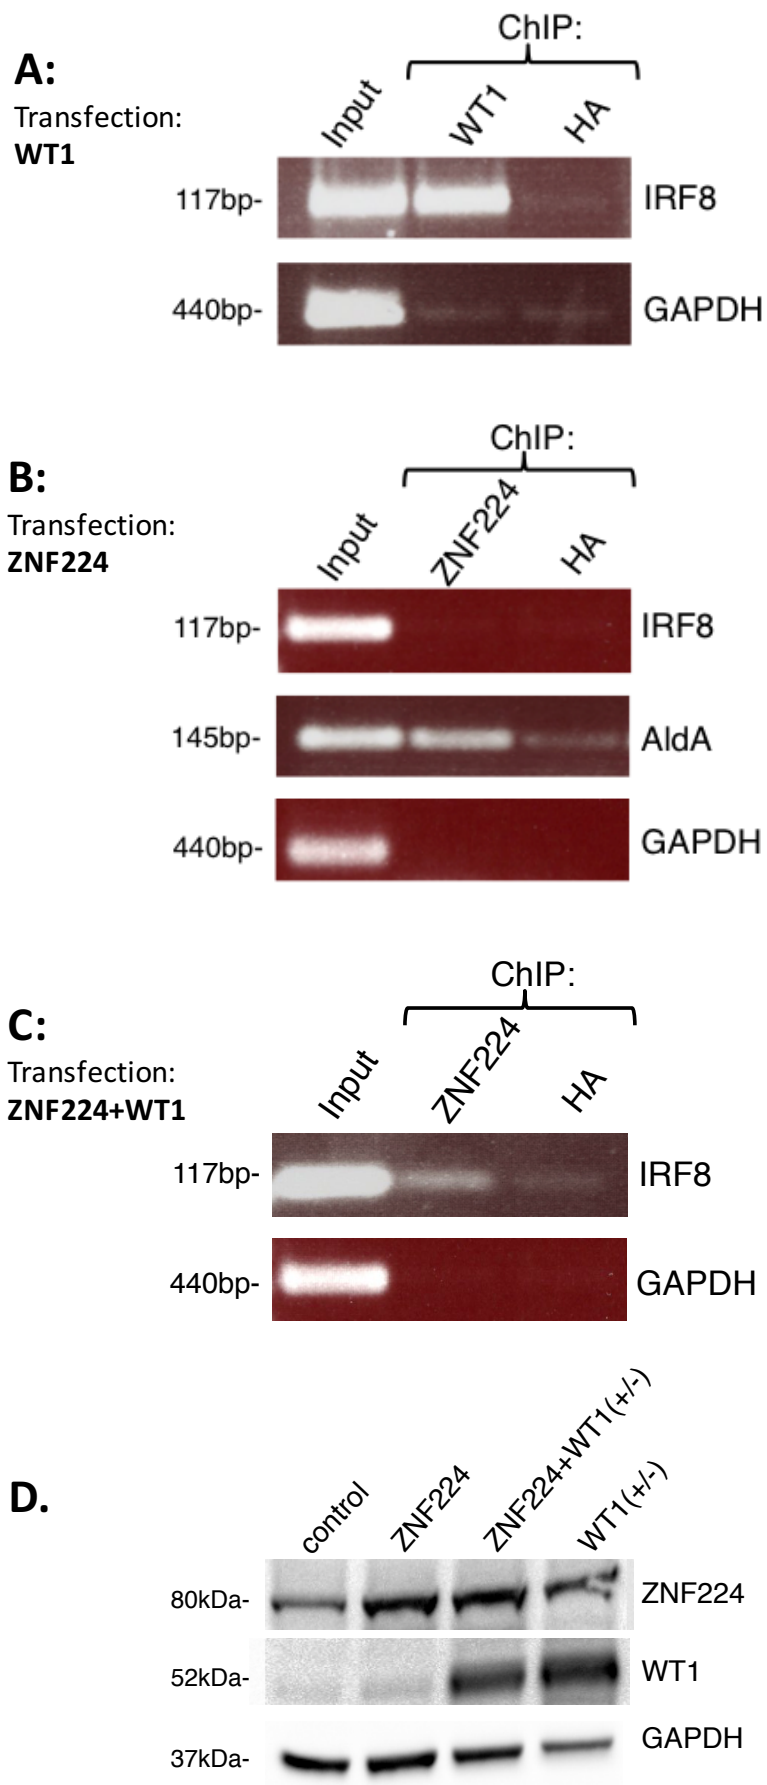 ChIP:
A:
Transfection:
WT1
Input WT1 HA
117bp- IRF8
440bp- GAPDH
ChIP:
B:
Transfection:
ZNF224
Input ZNF224 HA
117bp- IRF8
145bp- AldA
440bp- GAPDH
ChIP:
C:
Transfection:
ZNF224+WT1
Input ZNF224 HA
117bp- IRF8
440bp- GAPDH
D.
control ZNF224 ZNF224+WT1(+/-) WT1(+/-)
80kDa- ZNF224
52kDa- WT1
37kDa- GAPDH